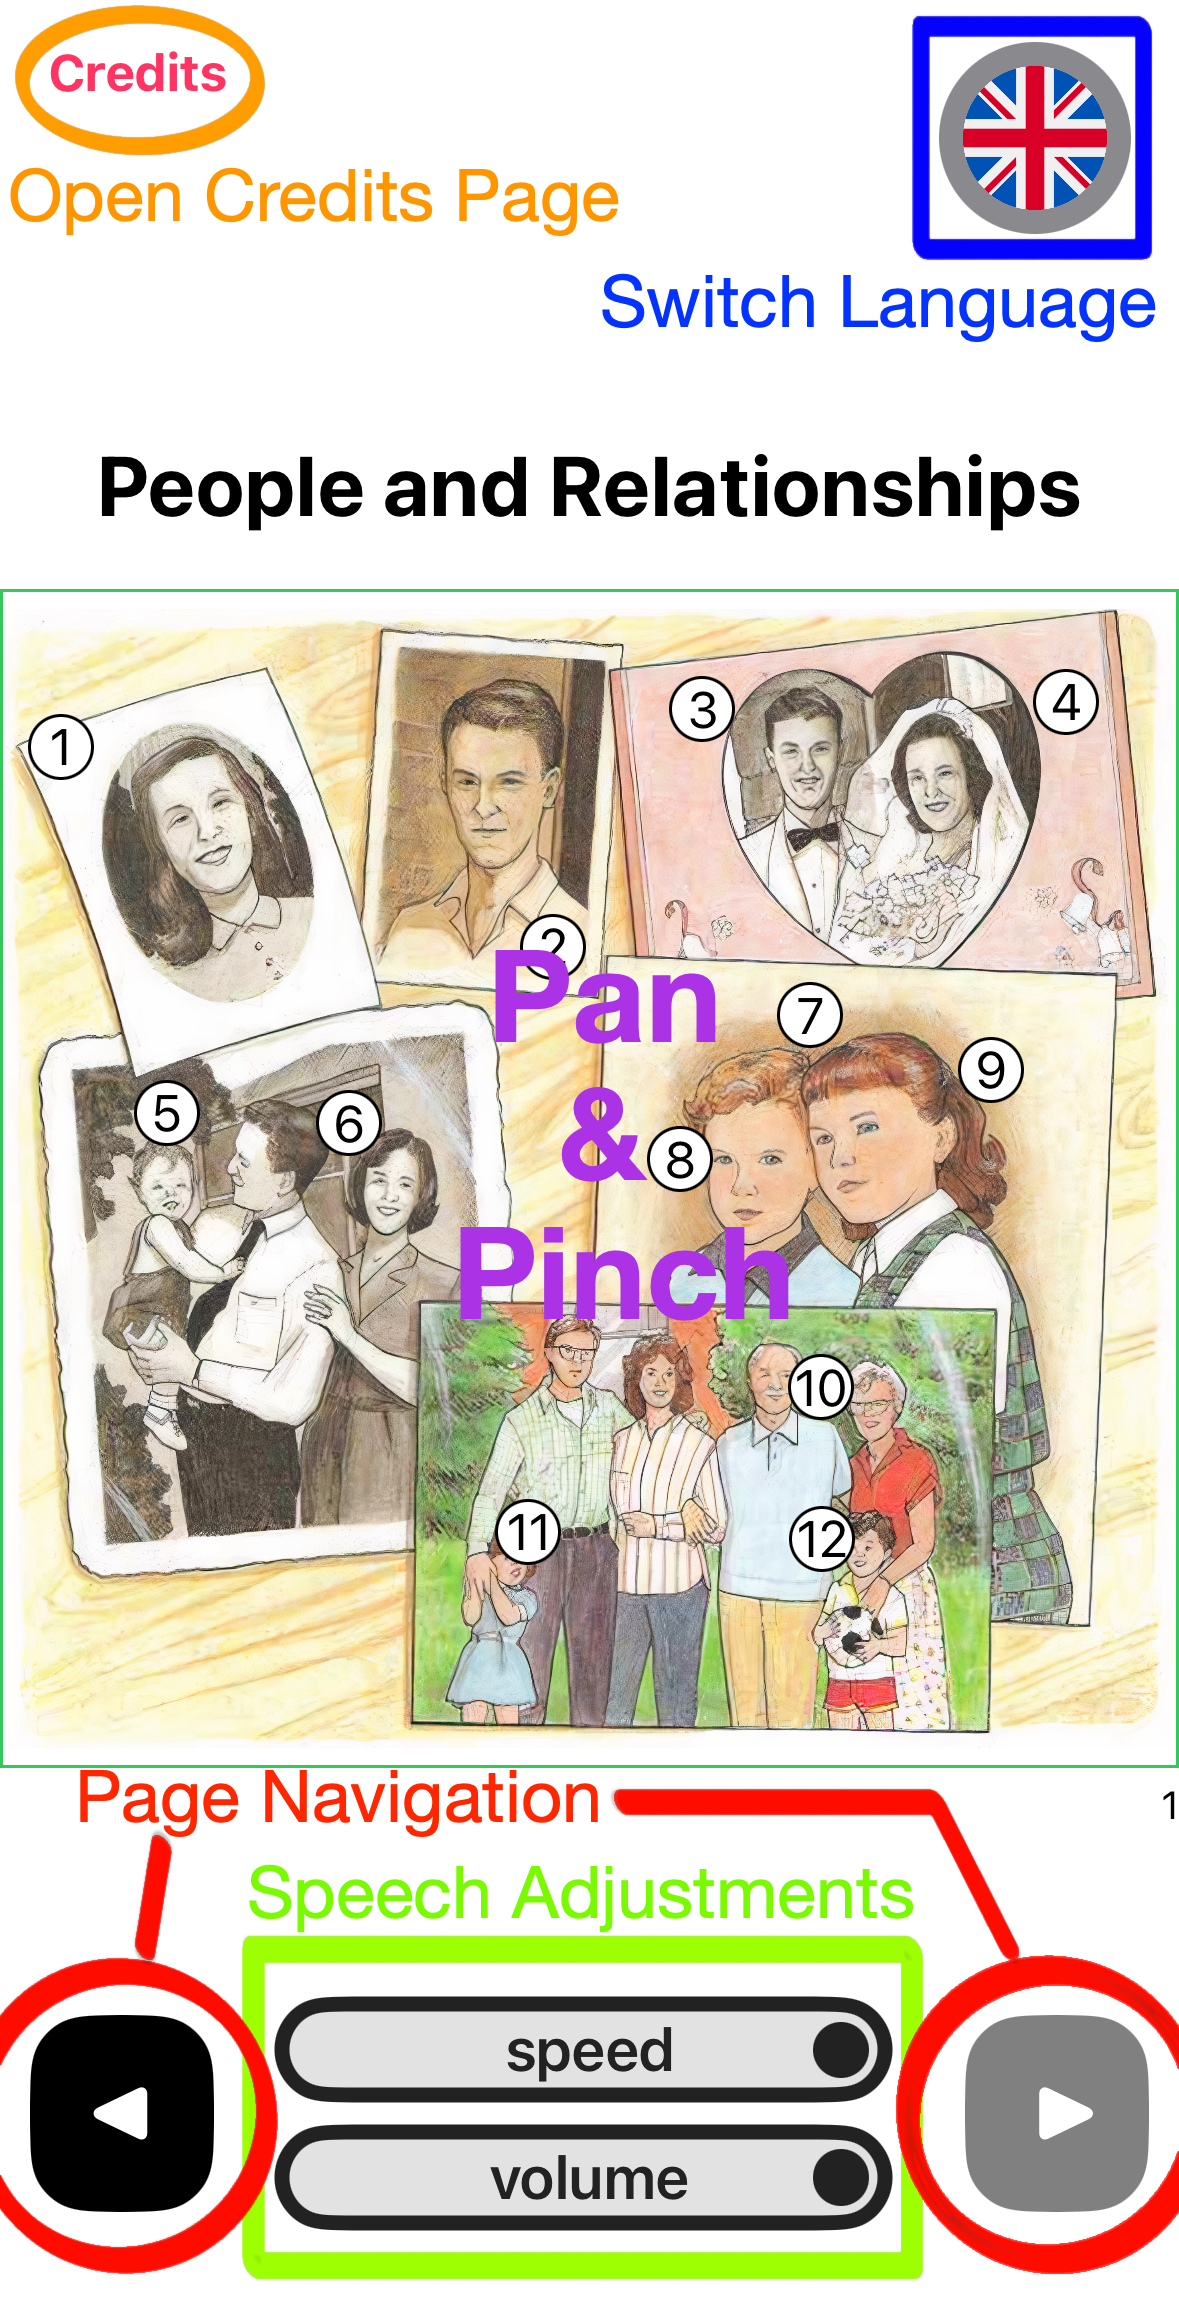 Credits
Open Credits Page
Switch Language
People and Relationships
1
2
3
4
5
6
7
8
9
10
11
12
Pan
&
Pinch
Page Navigation
1
Speech Adjustments
speed
volume